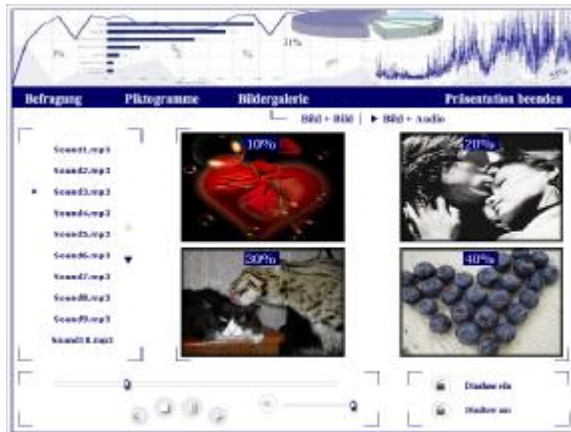 31%
Befragung Piktogramme Bildergalerie Präsentation beenden
Bild + Bild | ▶ Bild + Audio
Sound1.mp3
Sound2.mp3
Sound3.mp3
Sound4.mp3
Sound5.mp3
Sound6.mp3
Sound7.mp3
Sound8.mp3
Sound9.mp3
Sound10.mp3
10% 20%
30% 40%
Diashow ein
Diashow aus